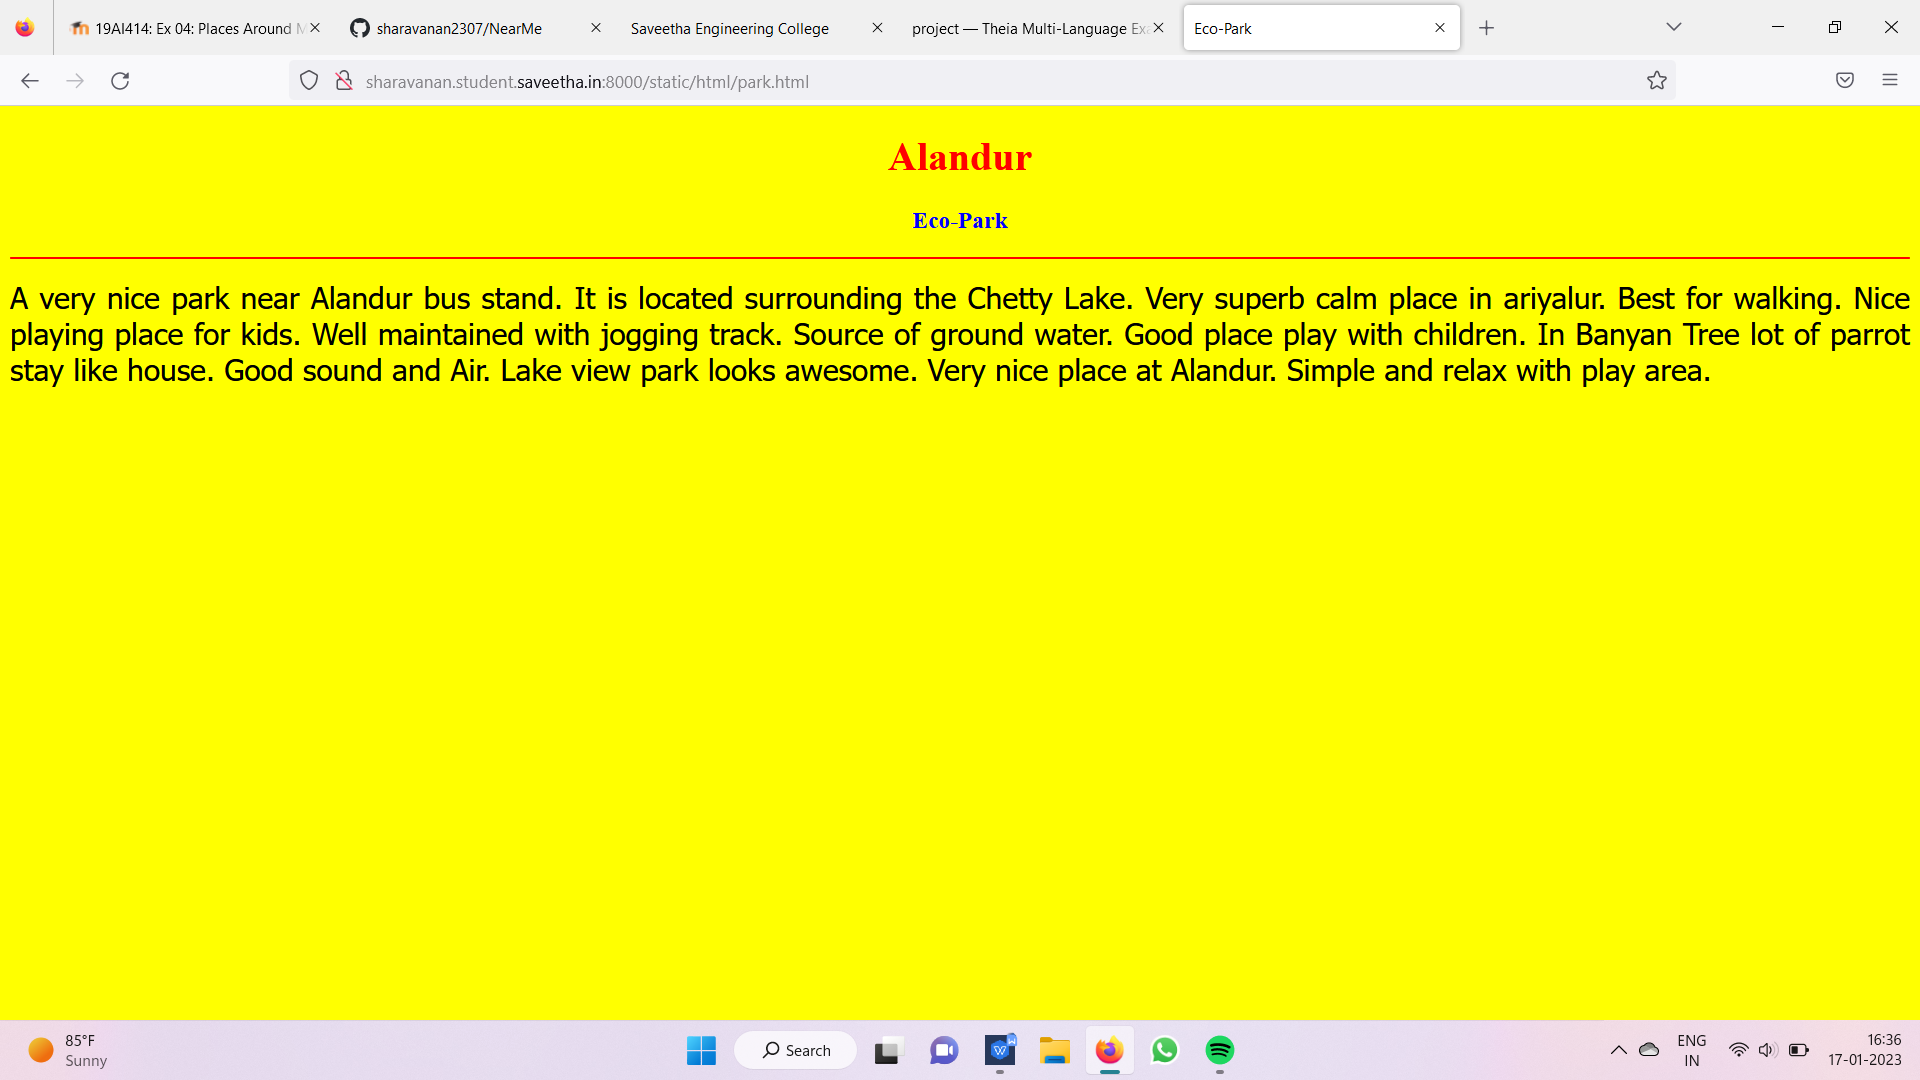 19AI414: Ex 04: Places Around M
sharavanan2307/NearMe
Saveetha Engineering College
project — Theia Multi-Language Exa
Eco-Park
sharavanan.student.saveetha.in:8000/static/html/park.html
Alandur
Eco-Park
A very nice park near Alandur bus stand. It is located surrounding the Chetty Lake. Very superb calm place in ariyalur. Best for walking. Nice
playing place for kids. Well maintained with jogging track. Source of ground water. Good place play with children. In Banyan Tree lot of parrot
stay like house. Good sound and Air. Lake view park looks awesome. Very nice place at Alandur. Simple and relax with play area.
85°F
Sunny
Search
ENG
IN
16:36
17-01-2023